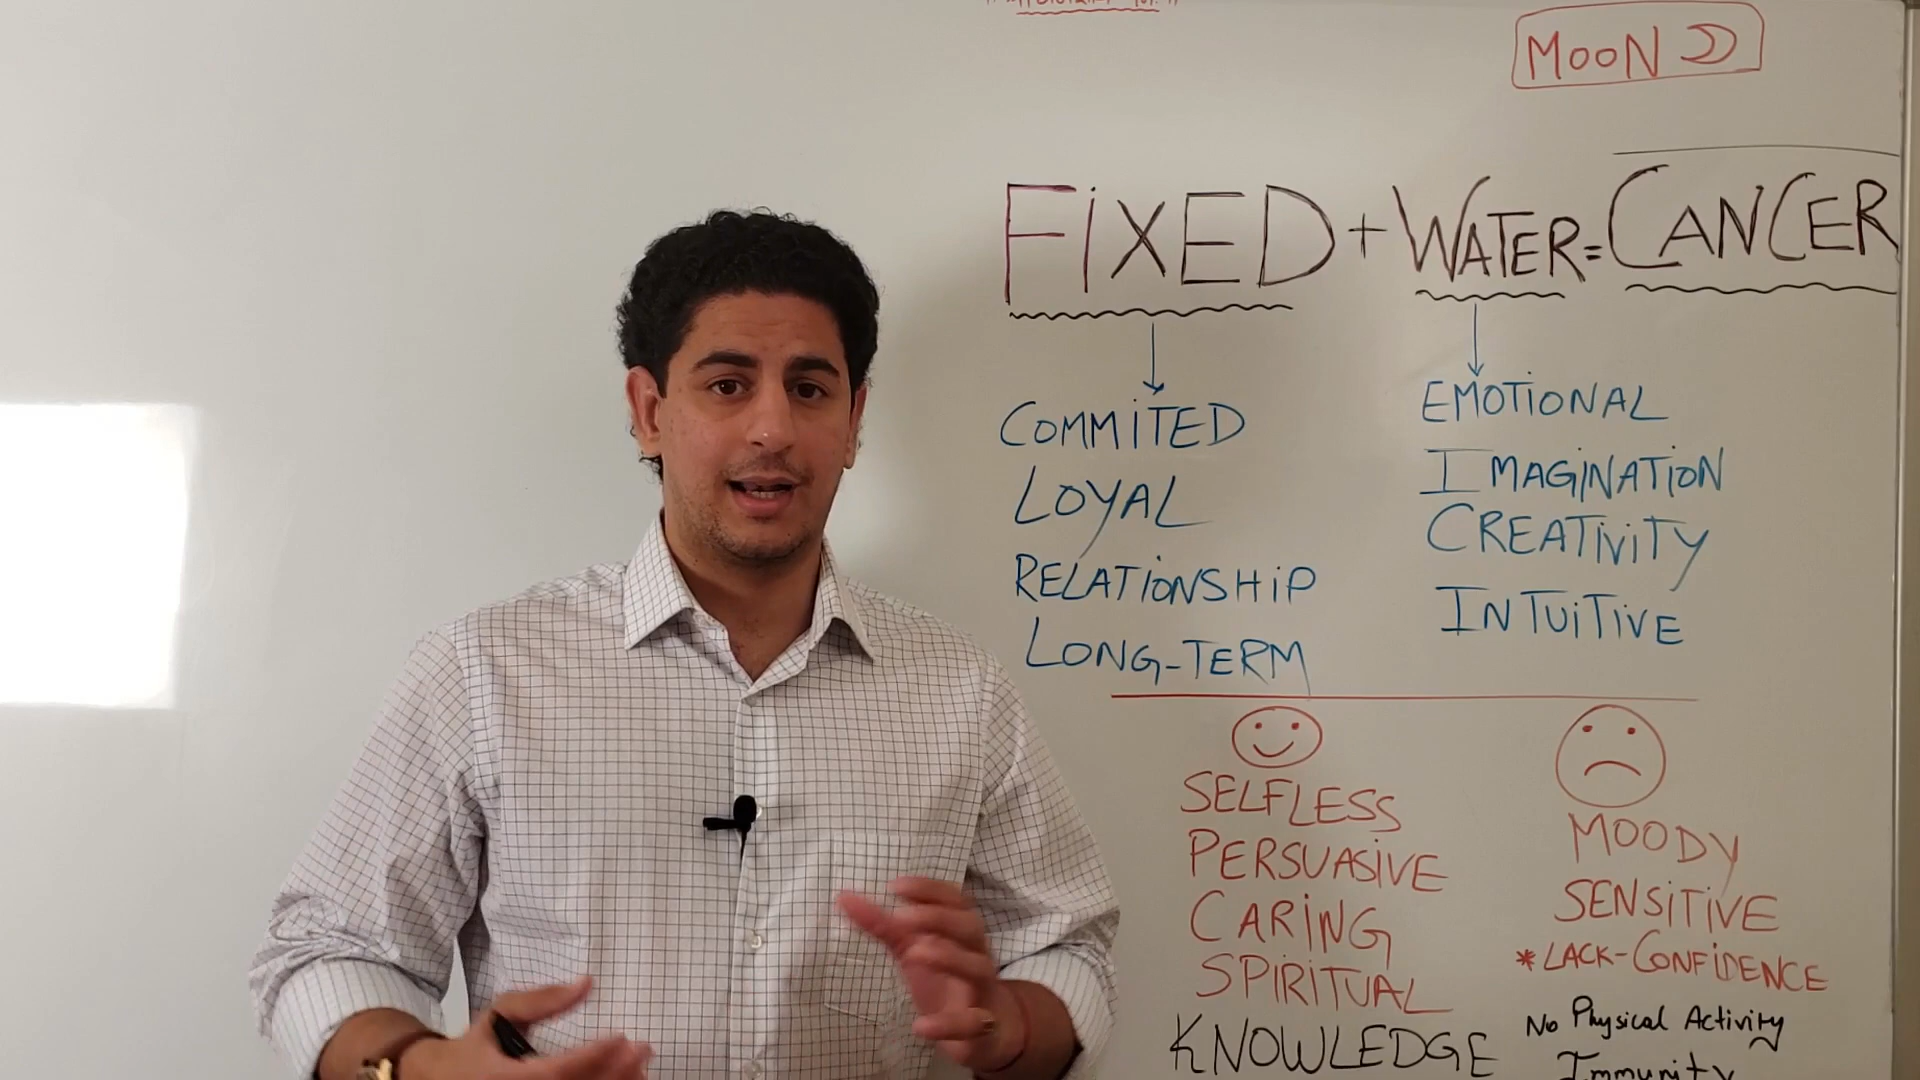 MOON
FIXED + WATER = CANCER
COMMITED
LOYAL
RELATIONSHIP
LONG-TERM
EMOTIONAL
IMAGINATION
CREATIVITY
INTUITIVE
SELFLESS
PERSUASIVE
CARING
SPIRITUAL
KNOWLEDGE
MOODY
SENSITIVE
*LACK-CONFIDENCE
No Physical Activity
Immunity